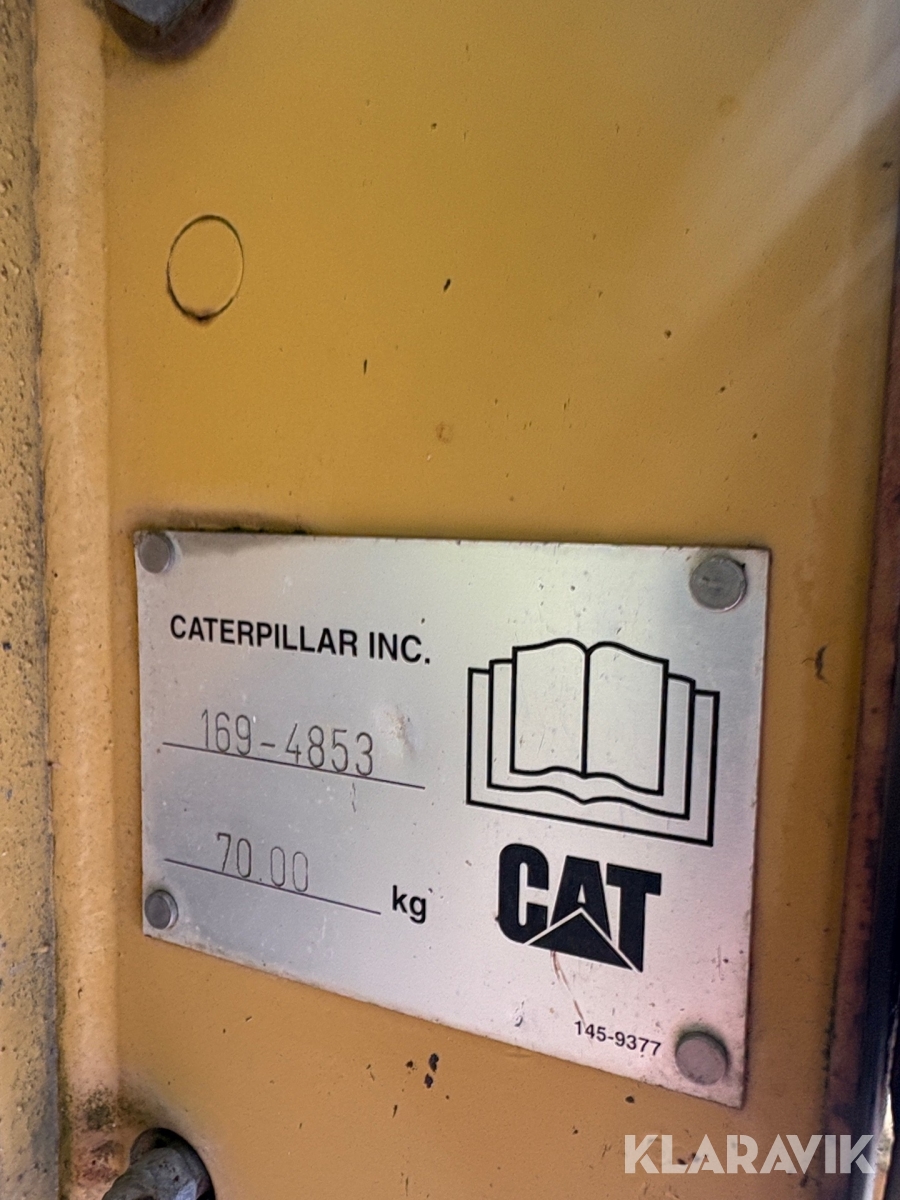 CATERPILLAR INC.
169-4853
70.00 kg
CAT
145-9377
KLARAVIK